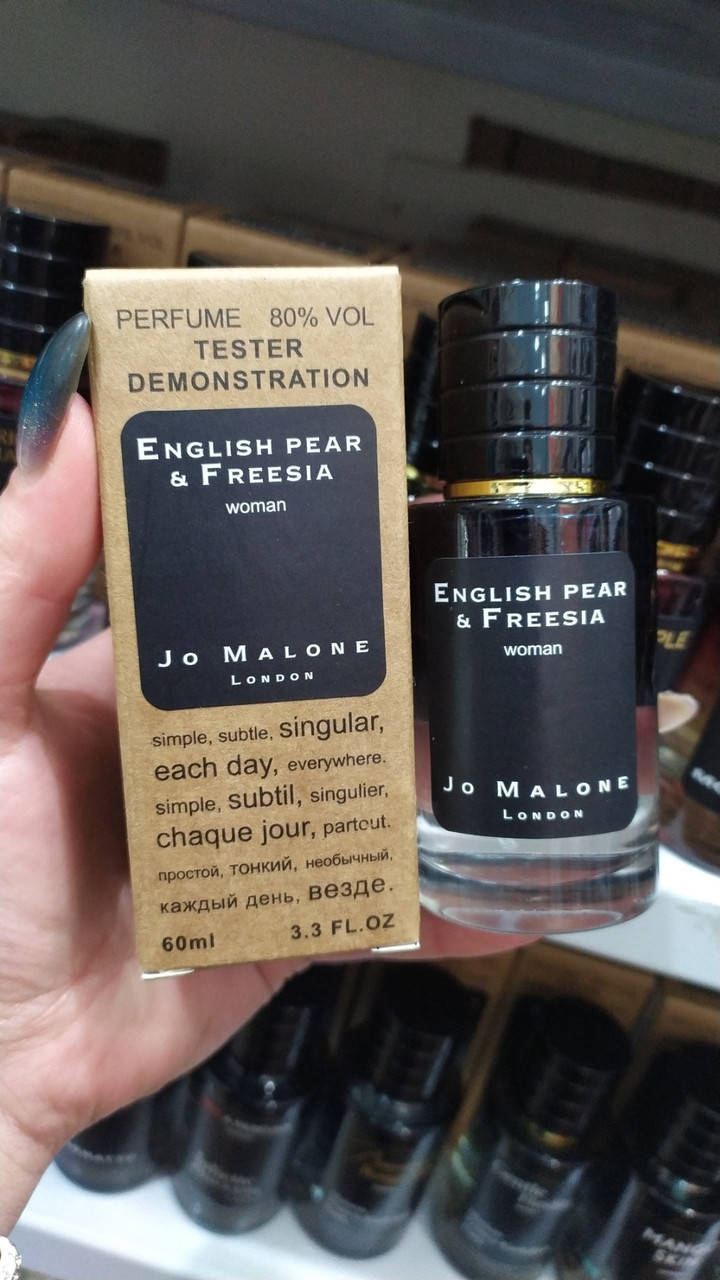 PERFUME 80% VOL
TESTER
DEMONSTRATION
ENGLISH PEAR
& FREESIA
woman
JO MALONE
LONDON
simple, subtle, singular,
each day, everywhere.
simple, subtil, singulier,
chaque jour, partout.
простой, тонкий, необычный,
каждый день, везде.
60ml 3.3 FL.OZ
ENGLISH PEAR
& FREESIA
woman
JO MALONE
LONDON